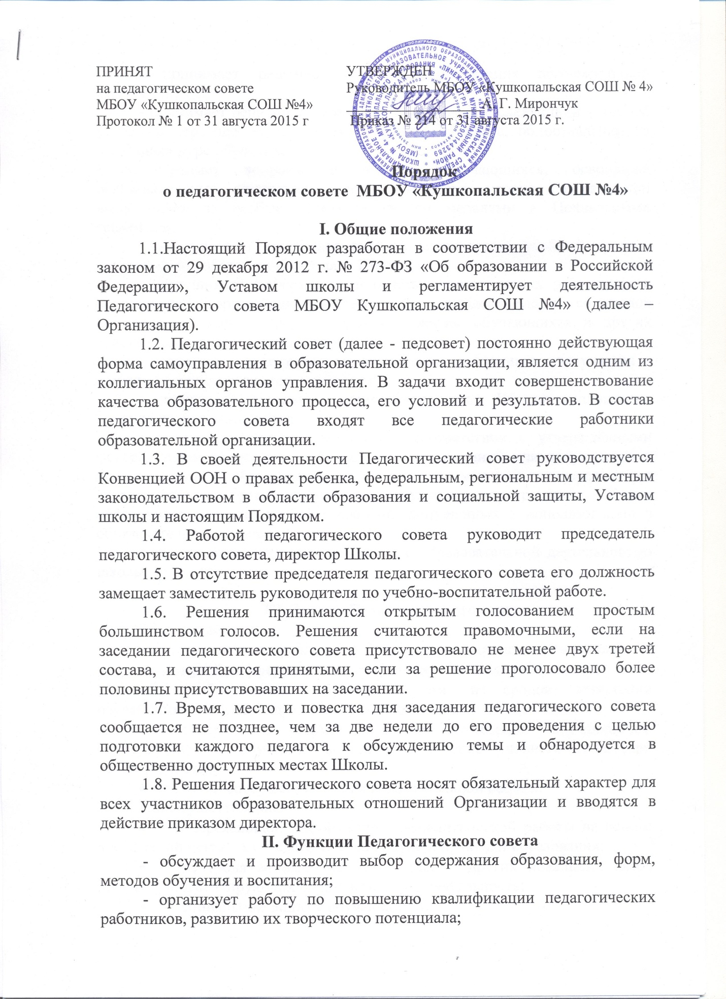 ПРИНЯТ
на педагогическом совете
МБОУ «Кушкопальская СОШ №4»
Протокол № 1 от 31 августа 2015 г
УТВЕРЖДЕН
Руководитель МБОУ «Кушкопальская СОШ № 4»
А. Г. Мирончук
Приказ № 214 от 31 августа 2015 г.
Порядок
о педагогическом совете МБОУ «Кушкопальская СОШ №4»
I. Общие положения
1.1.Настоящий Порядок разработан в соответствии с Федеральным
законом от 29 декабря 2012 г. № 273-ФЗ «Об образовании в Российской
Федерации», Уставом школы и регламентирует деятельность
Педагогического совета МБОУ Кушкопальская СОШ №4» (далее –
Организация).
1.2. Педагогический совет (далее - педсовет) постоянно действующая
форма самоуправления в образовательной организации, является одним из
коллегиальных органов управления. В задачи входит совершенствование
качества образовательного процесса, его условий и результатов. В состав
педагогического совета входят все педагогические работники
образовательной организации.
1.3. В своей деятельности Педагогический совет руководствуется
Конвенцией ООН о правах ребенка, федеральным, региональным и местным
законодательством в области образования и социальной защиты, Уставом
школы и настоящим Порядком.
1.4. Работой педагогического совета руководит председатель
педагогического совета, директор Школы.
1.5. В отсутствие председателя педагогического совета его должность
замещает заместитель руководителя по учебно-воспитательной работе.
1.6. Решения принимаются открытым голосованием простым
большинством голосов. Решения считаются правомочными, если на
заседании педагогического совета присутствовало не менее двух третей
состава, и считаются принятыми, если за решение проголосовало более
половины присутствовавших на заседании.
1.7. Время, место и повестка дня заседания педагогического совета
сообщается не позднее, чем за две недели до его проведения с целью
подготовки каждого педагога к обсуждению темы и обнародуется в
общественно доступных местах Школы.
1.8. Решения Педагогического совета носят обязательный характер для
всех участников образовательных отношений Организации и вводятся в
действие приказом директора.
II. Функции Педагогического совета
- обсуждает и производит выбор содержания образования, форм,
методов обучения и воспитания;
- организует работу по повышению квалификации педагогических
работников, развитию их творческого потенциала;